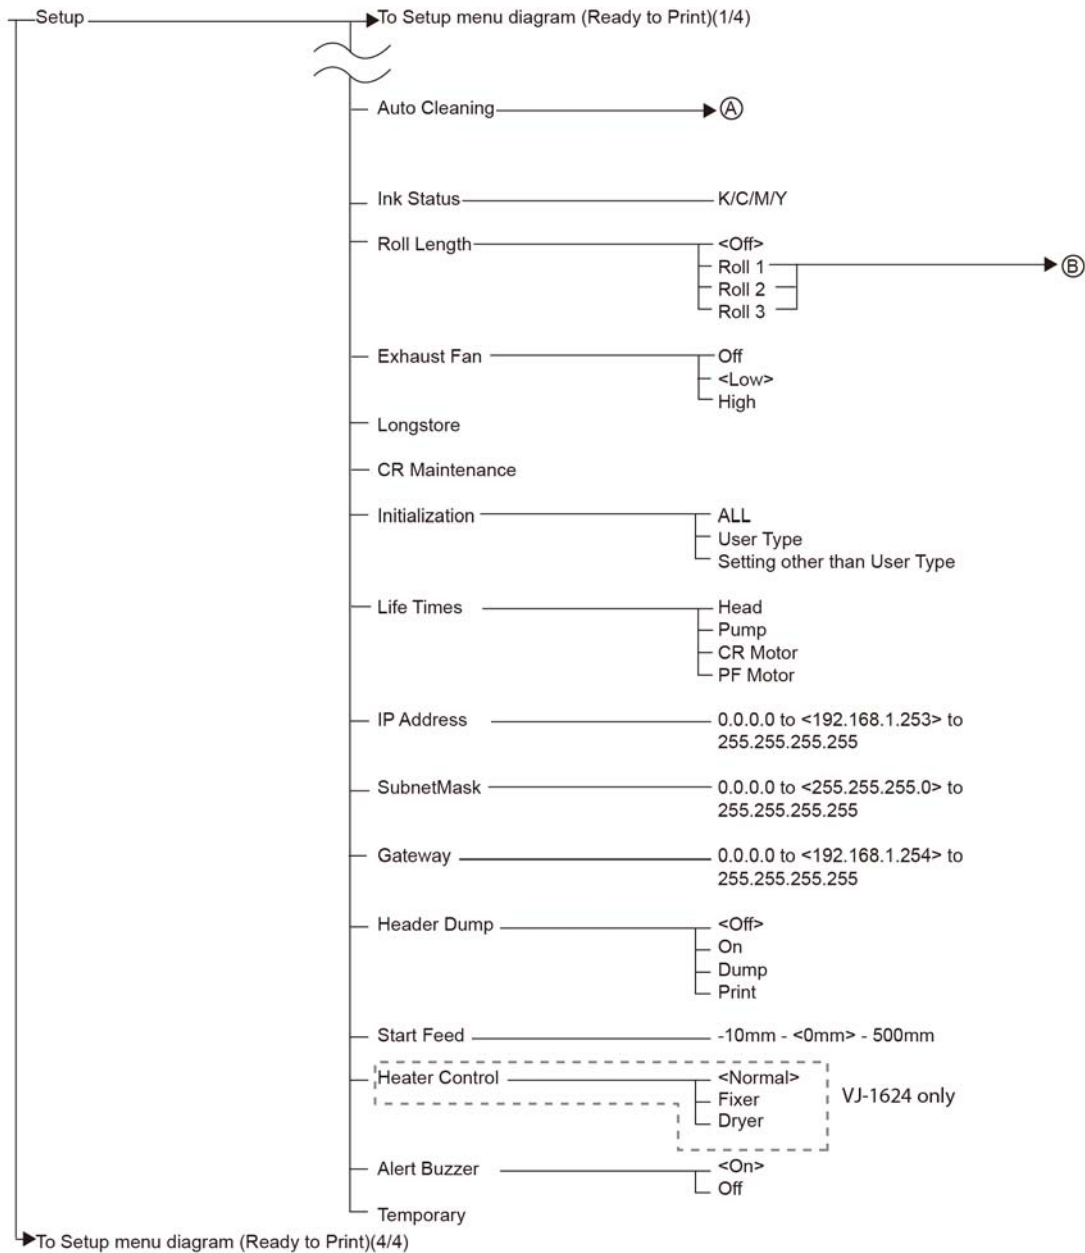 Setup To Setup menu diagram (Ready to Print)(1/4)
Auto Cleaning A
Ink Status K/C/M/Y
Roll Length <Off>
Roll 1 B
Roll 2
Roll 3
Exhaust Fan Off
<Low>
High
Longstore
CR Maintenance
Initialization ALL
User Type
Setting other than User Type
Life Times Head
Pump
CR Motor
PF Motor
IP Address 0.0.0.0 to <192.168.1.253> to
255.255.255.255
SubnetMask 0.0.0.0 to <255.255.255.0> to
255.255.255.255
Gateway 0.0.0.0 to <192.168.1.254> to
255.255.255.255
Header Dump <Off>
On
Dump
Print
Start Feed -10mm - <0mm> - 500mm
Heater Control <Normal>
Fixer VJ-1624 only
Dryer
Alert Buzzer <On>
Off
Temporary
To Setup menu diagram (Ready to Print)(4/4)